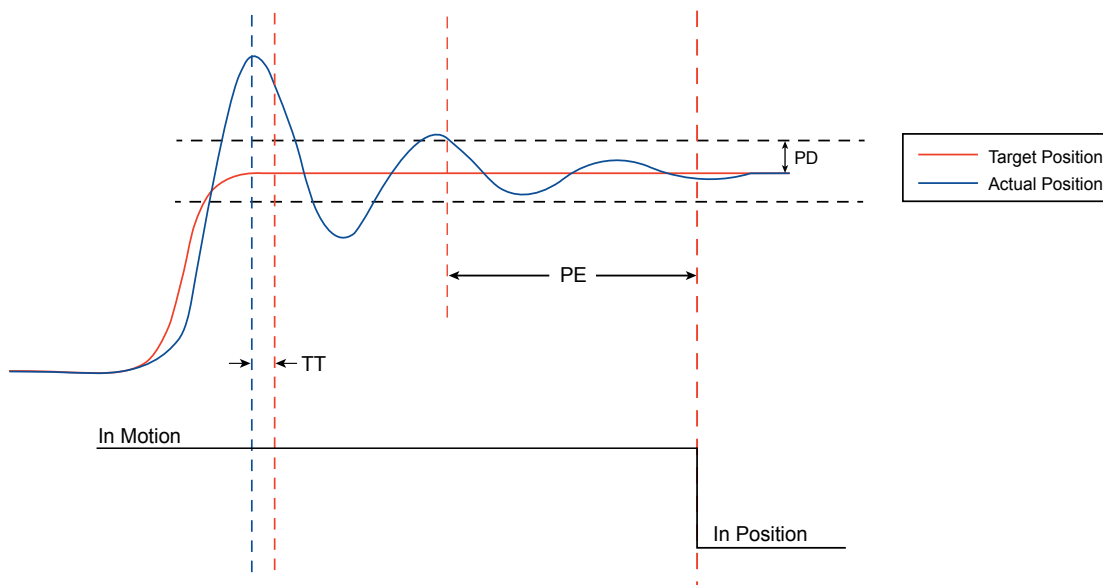 PD
Target Position
Actual Position
PE
TT
In Motion
In Position